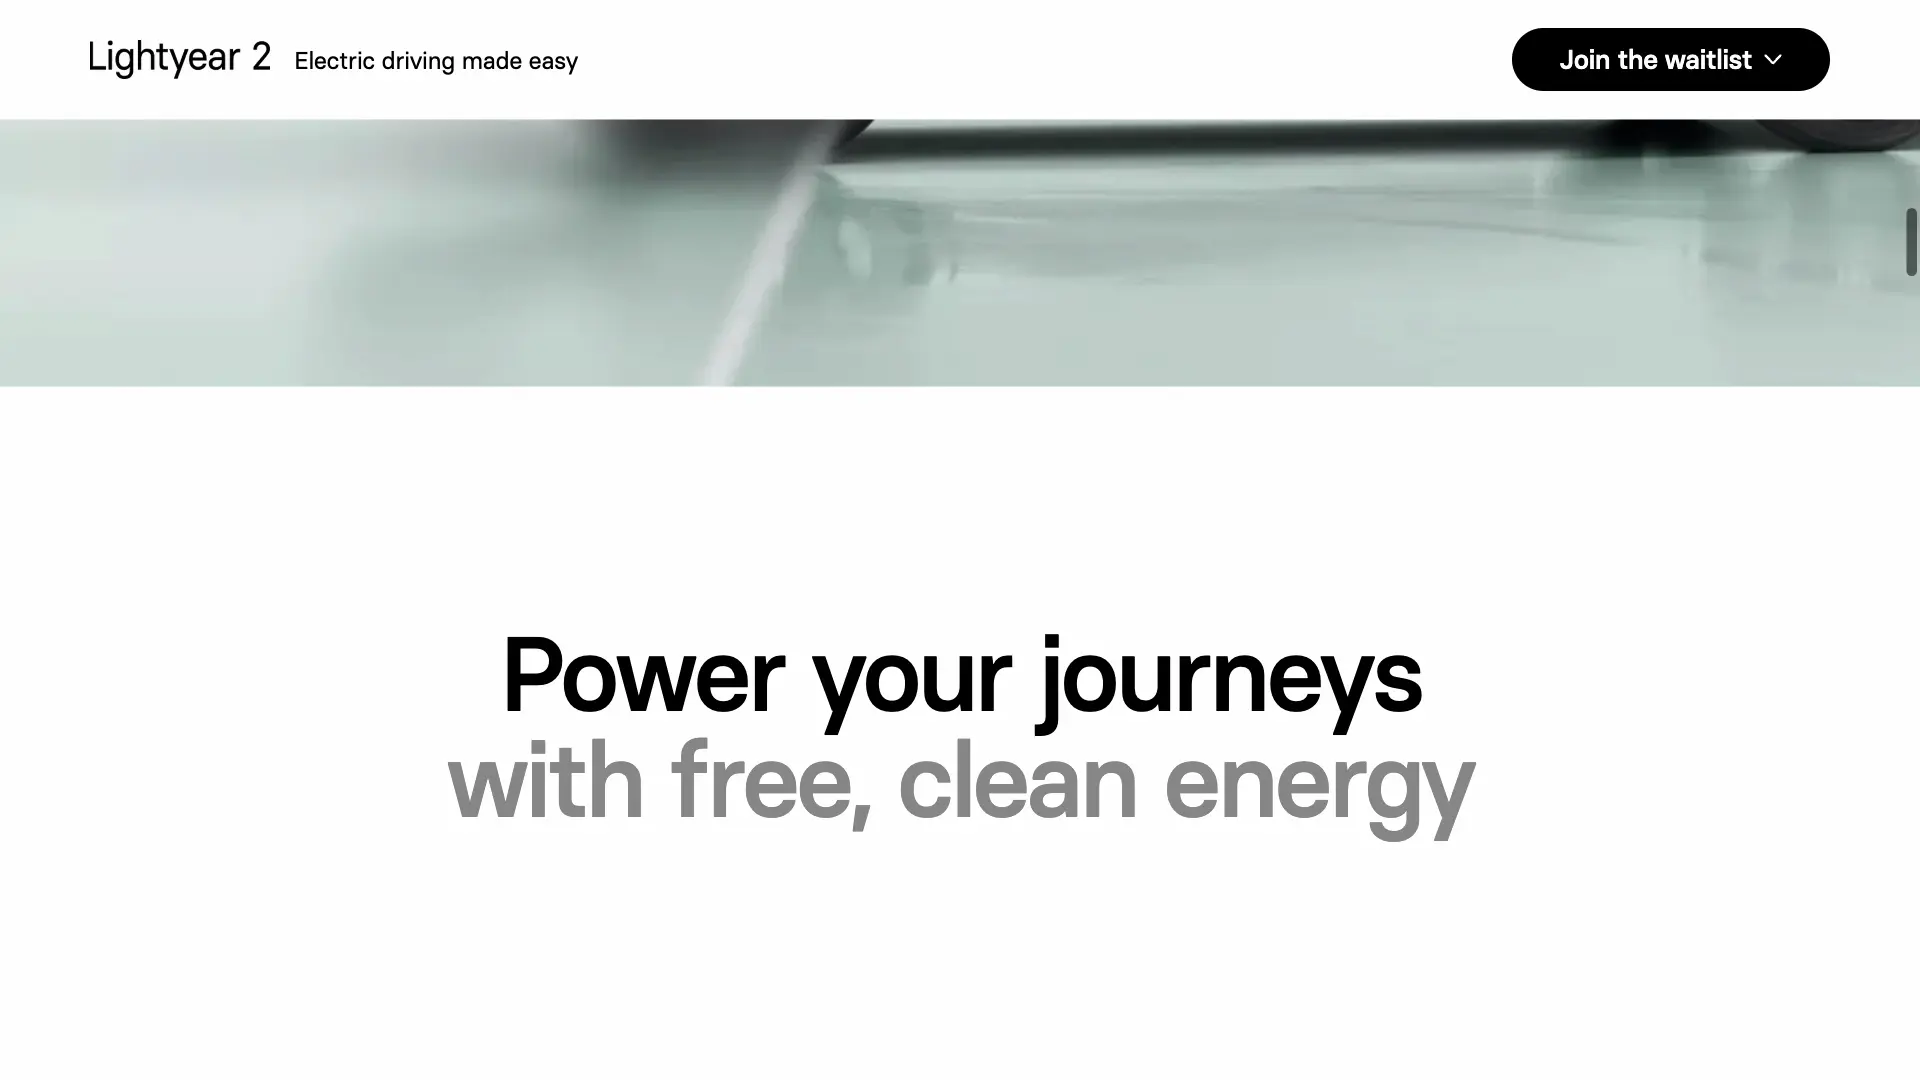 Lightyear 2 Electric driving made easy
Join the waitlist
Power your journeys
with free, clean energy